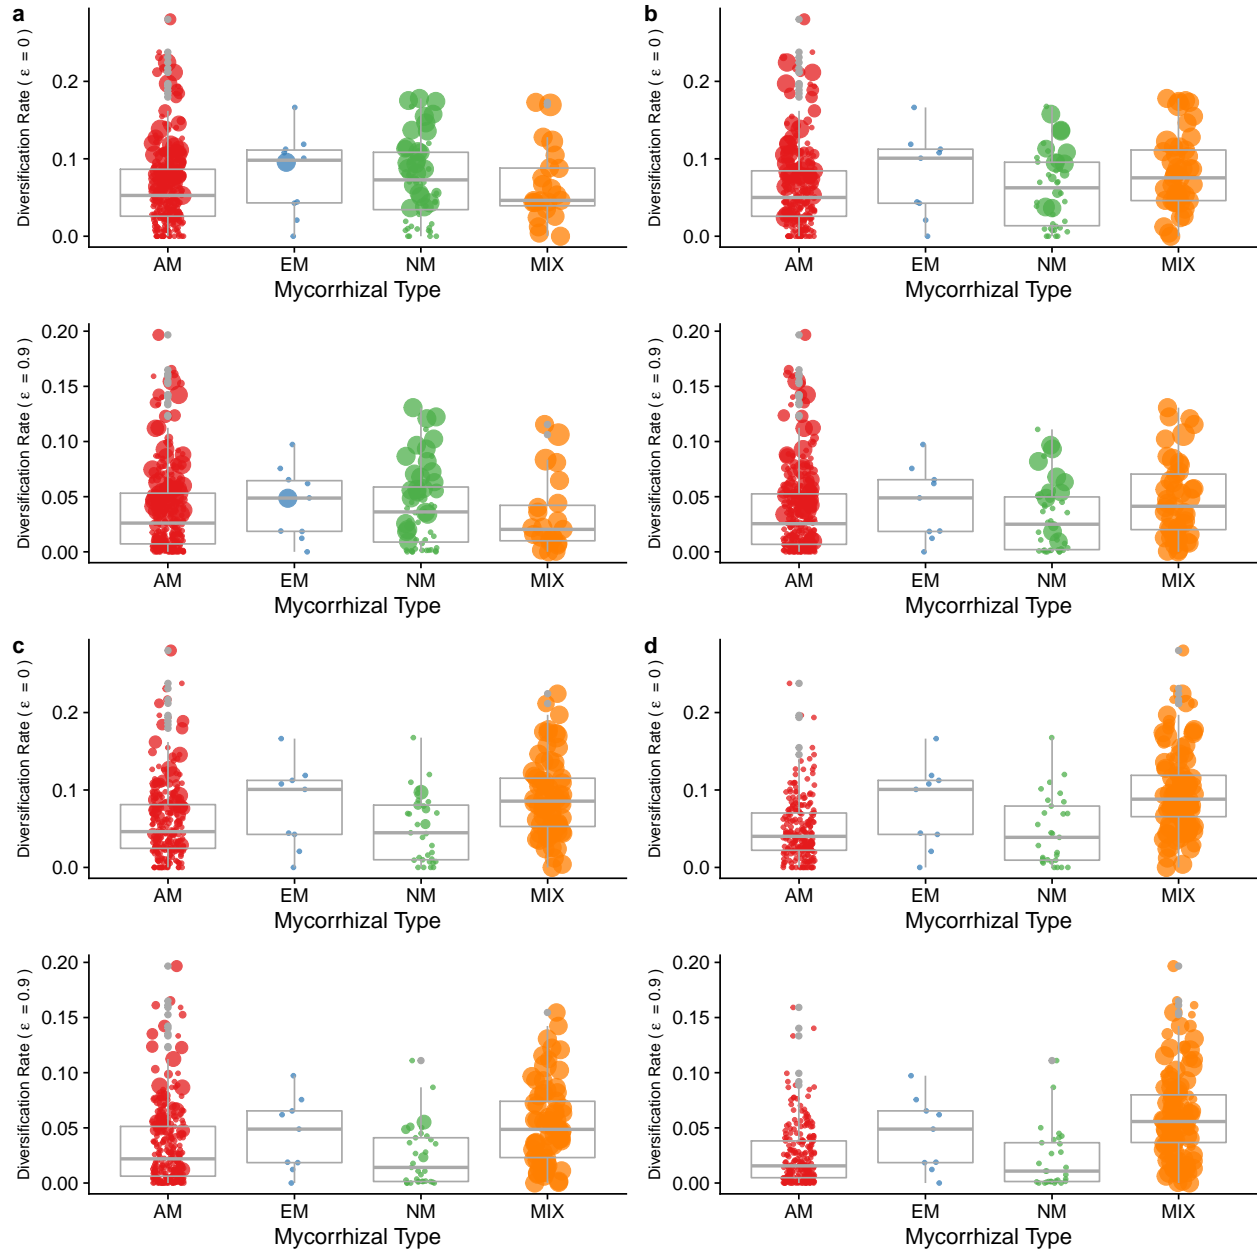 a
Diversification Rate ( ε = 0 )
0.2
0.1
0.0
AM EM NM MIX
Mycorrhizal Type
Diversification Rate ( ε = 0.9 )
0.20
0.15
0.10
0.05
0.00
AM EM NM MIX
Mycorrhizal Type
b
Diversification Rate ( ε = 0 )
0.2
0.1
0.0
AM EM NM MIX
Mycorrhizal Type
Diversification Rate ( ε = 0.9 )
0.20
0.15
0.10
0.05
0.00
AM EM NM MIX
Mycorrhizal Type
c
Diversification Rate ( ε = 0 )
0.2
0.1
0.0
AM EM NM MIX
Mycorrhizal Type
Diversification Rate ( ε = 0.9 )
0.20
0.15
0.10
0.05
0.00
AM EM NM MIX
Mycorrhizal Type
d
Diversification Rate ( ε = 0 )
0.2
0.1
0.0
AM EM NM MIX
Mycorrhizal Type
Diversification Rate ( ε = 0.9 )
0.20
0.15
0.10
0.05
0.00
AM EM NM MIX
Mycorrhizal Type